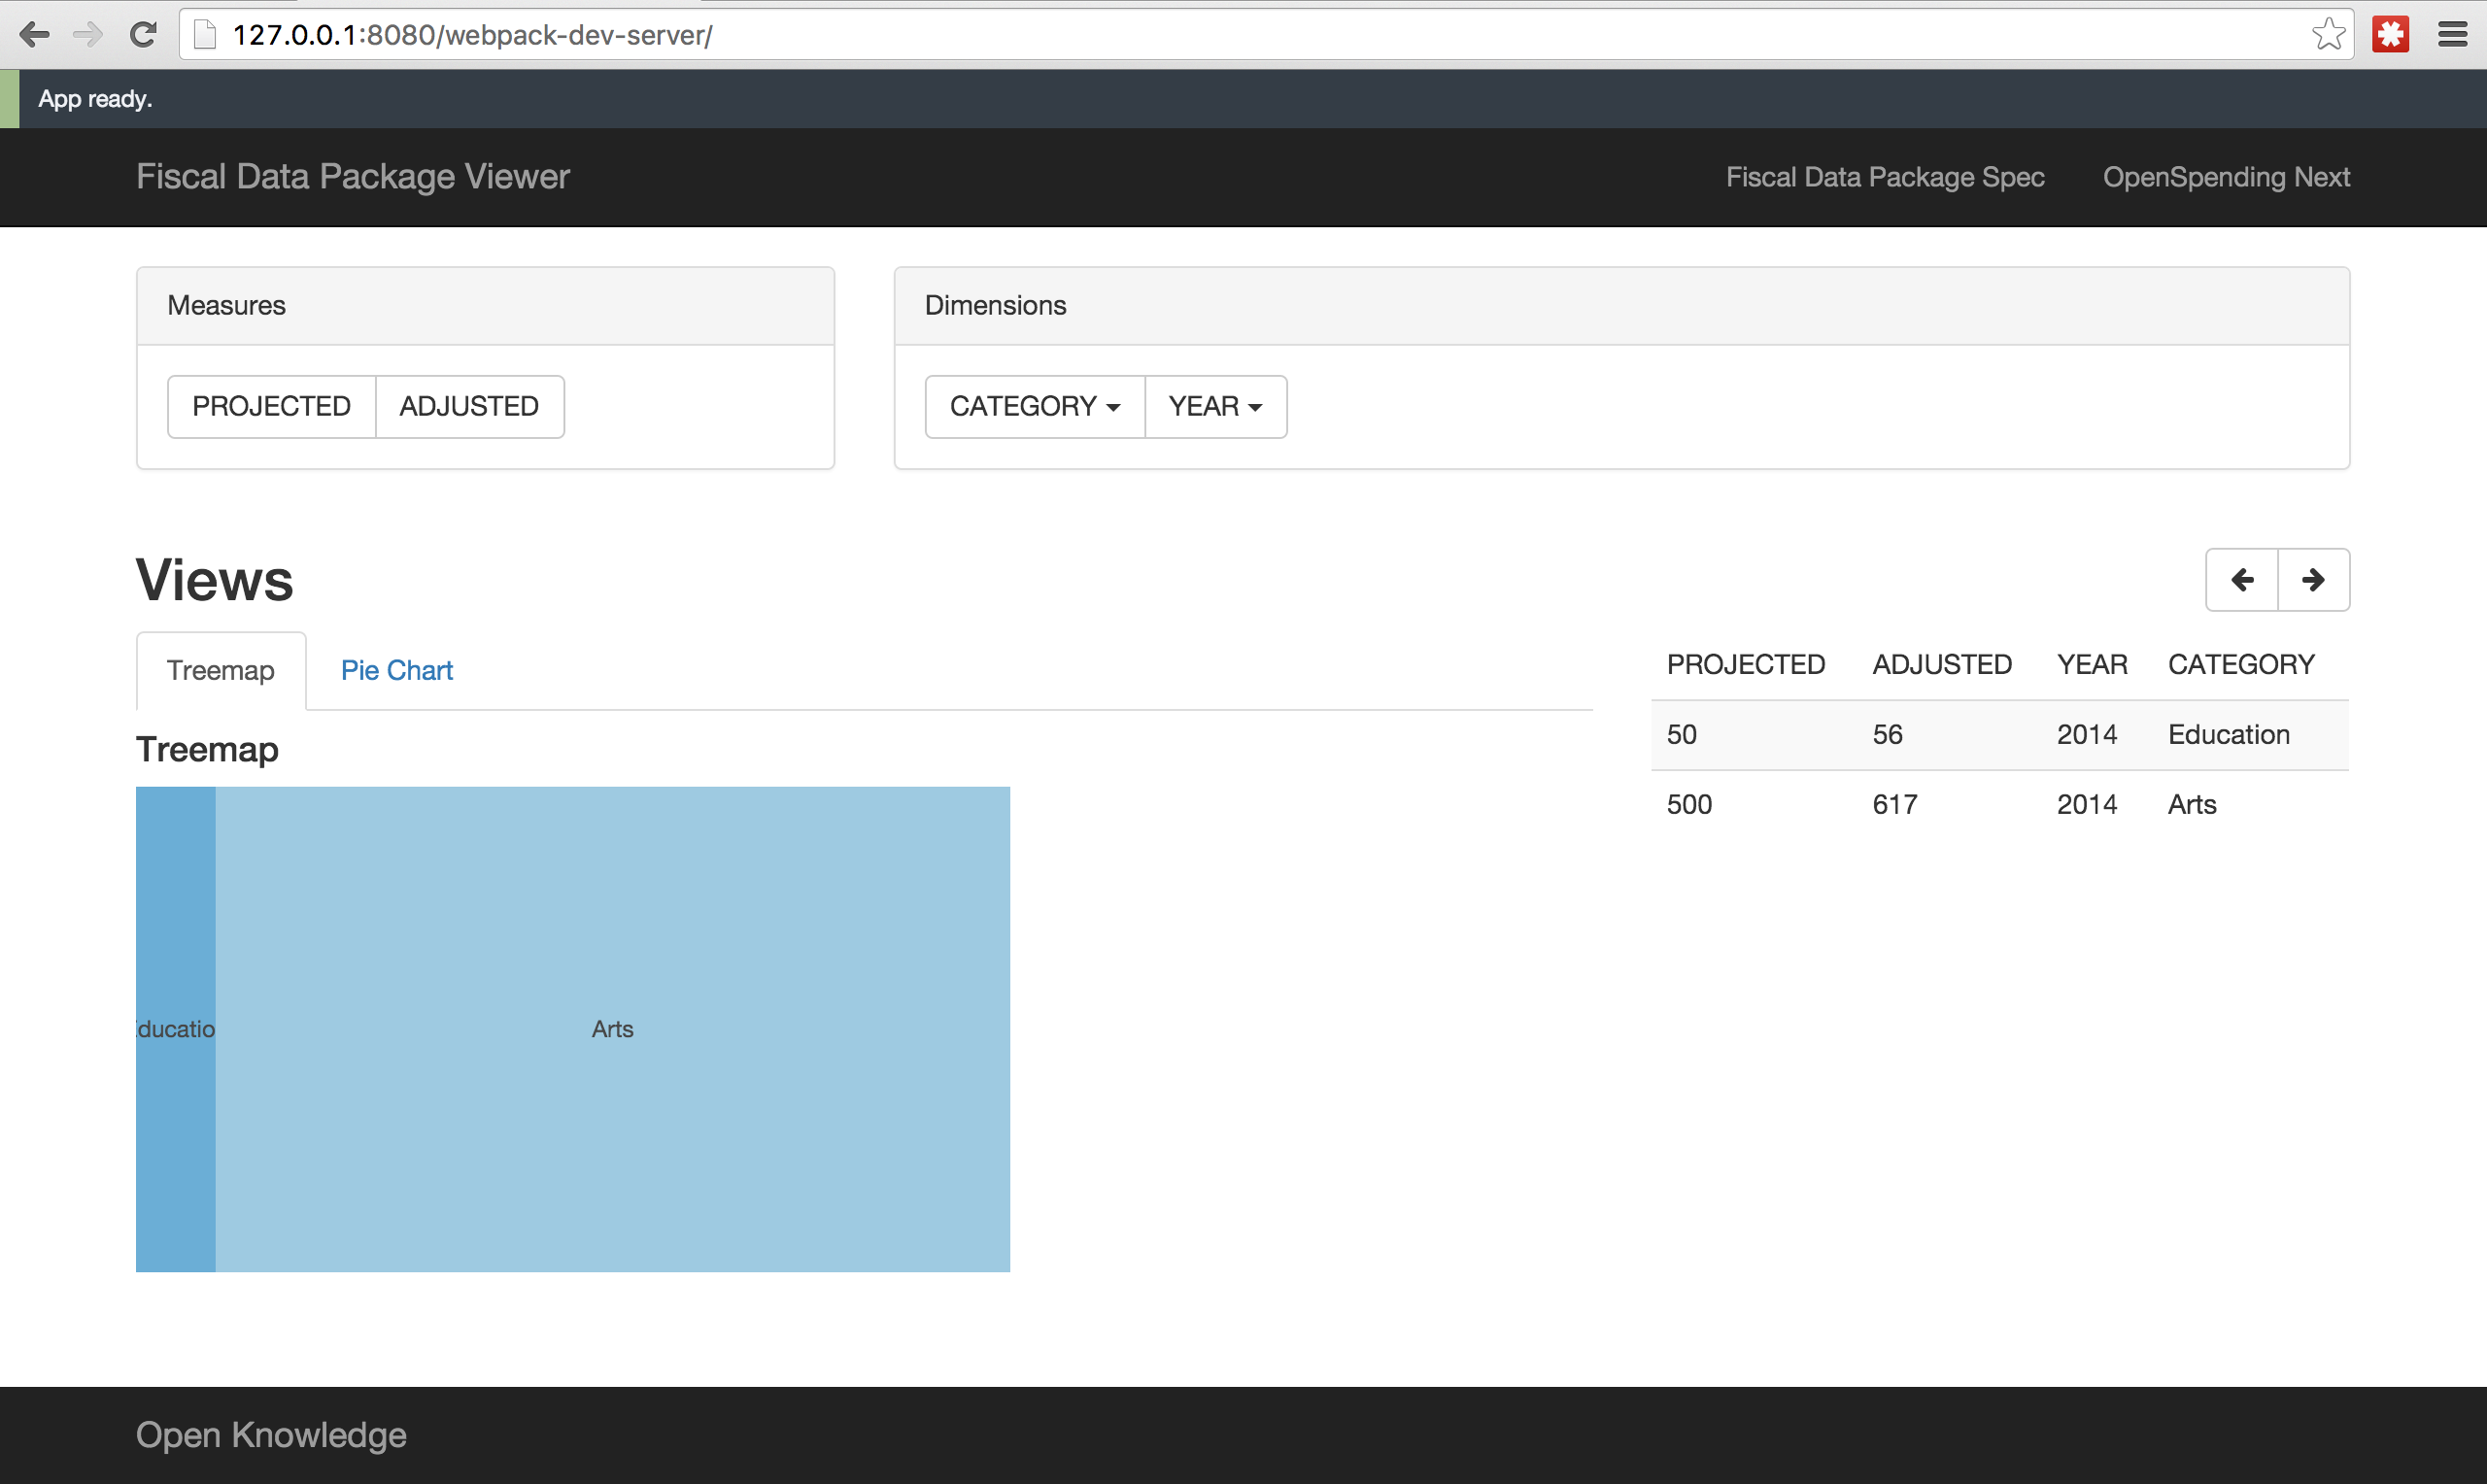 127.0.0.1:8080/webpack-dev-server/
App ready.
Fiscal Data Package Viewer
Fiscal Data Package Spec
OpenSpending Next
Measures
Dimensions
PROJECTED
ADJUSTED
CATEGORY
YEAR
Views
Treemap
Pie Chart
PROJECTED ADJUSTED YEAR CATEGORY
50 56 2014 Education
500 617 2014 Arts
Treemap
ducatio
Arts
Open Knowledge